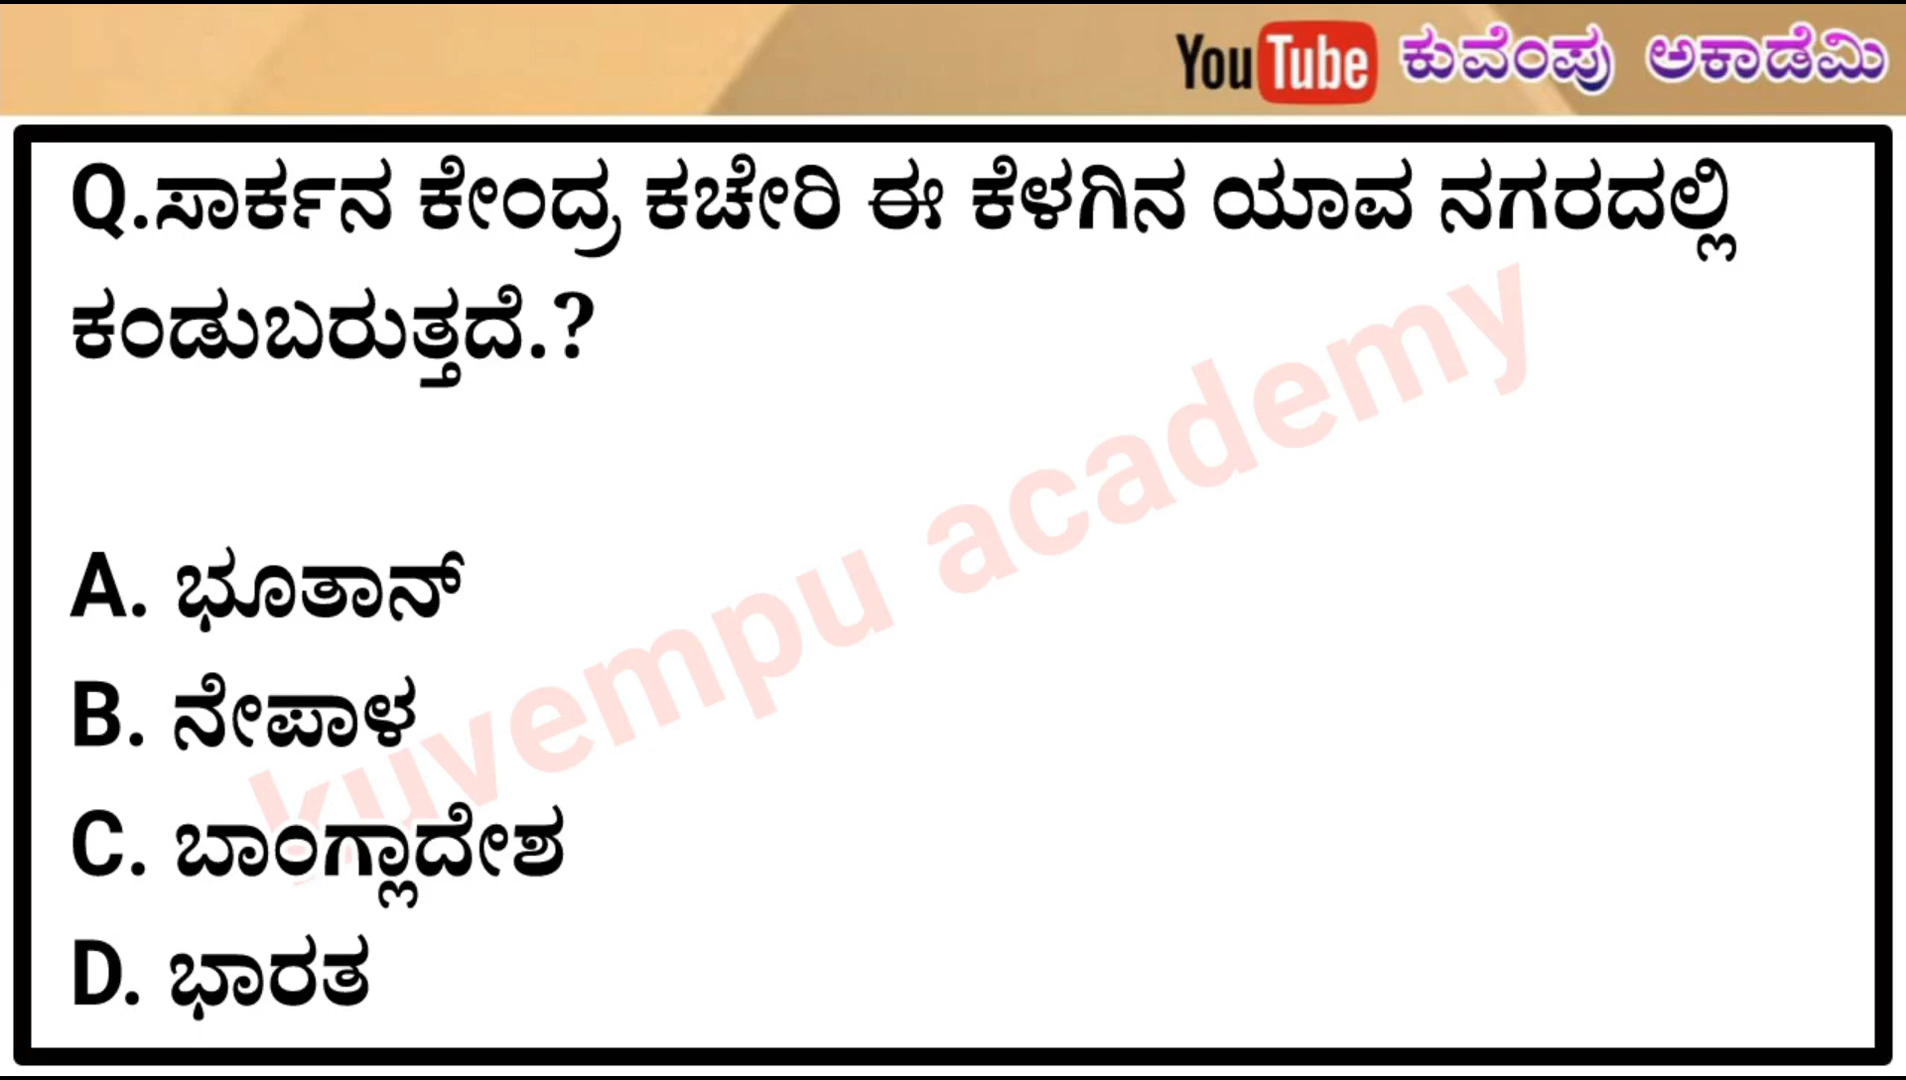 YouTube ಕುವೆಂಪು ಅಕಾಡೆಮಿ
Q.ಸಾರ್ಕನ ಕೇಂದ್ರ ಕಚೇರಿ ಈ ಕೆಳಗಿನ ಯಾವ ನಗರದಲ್ಲಿ
ಕಂಡುಬರುತ್ತದೆ.?
kuvempu academy
A. ಭೂತಾನ್
B. ನೇಪಾಳ
C. ಬಾಂಗ್ಲಾದೇಶ
D. ಭಾರತ